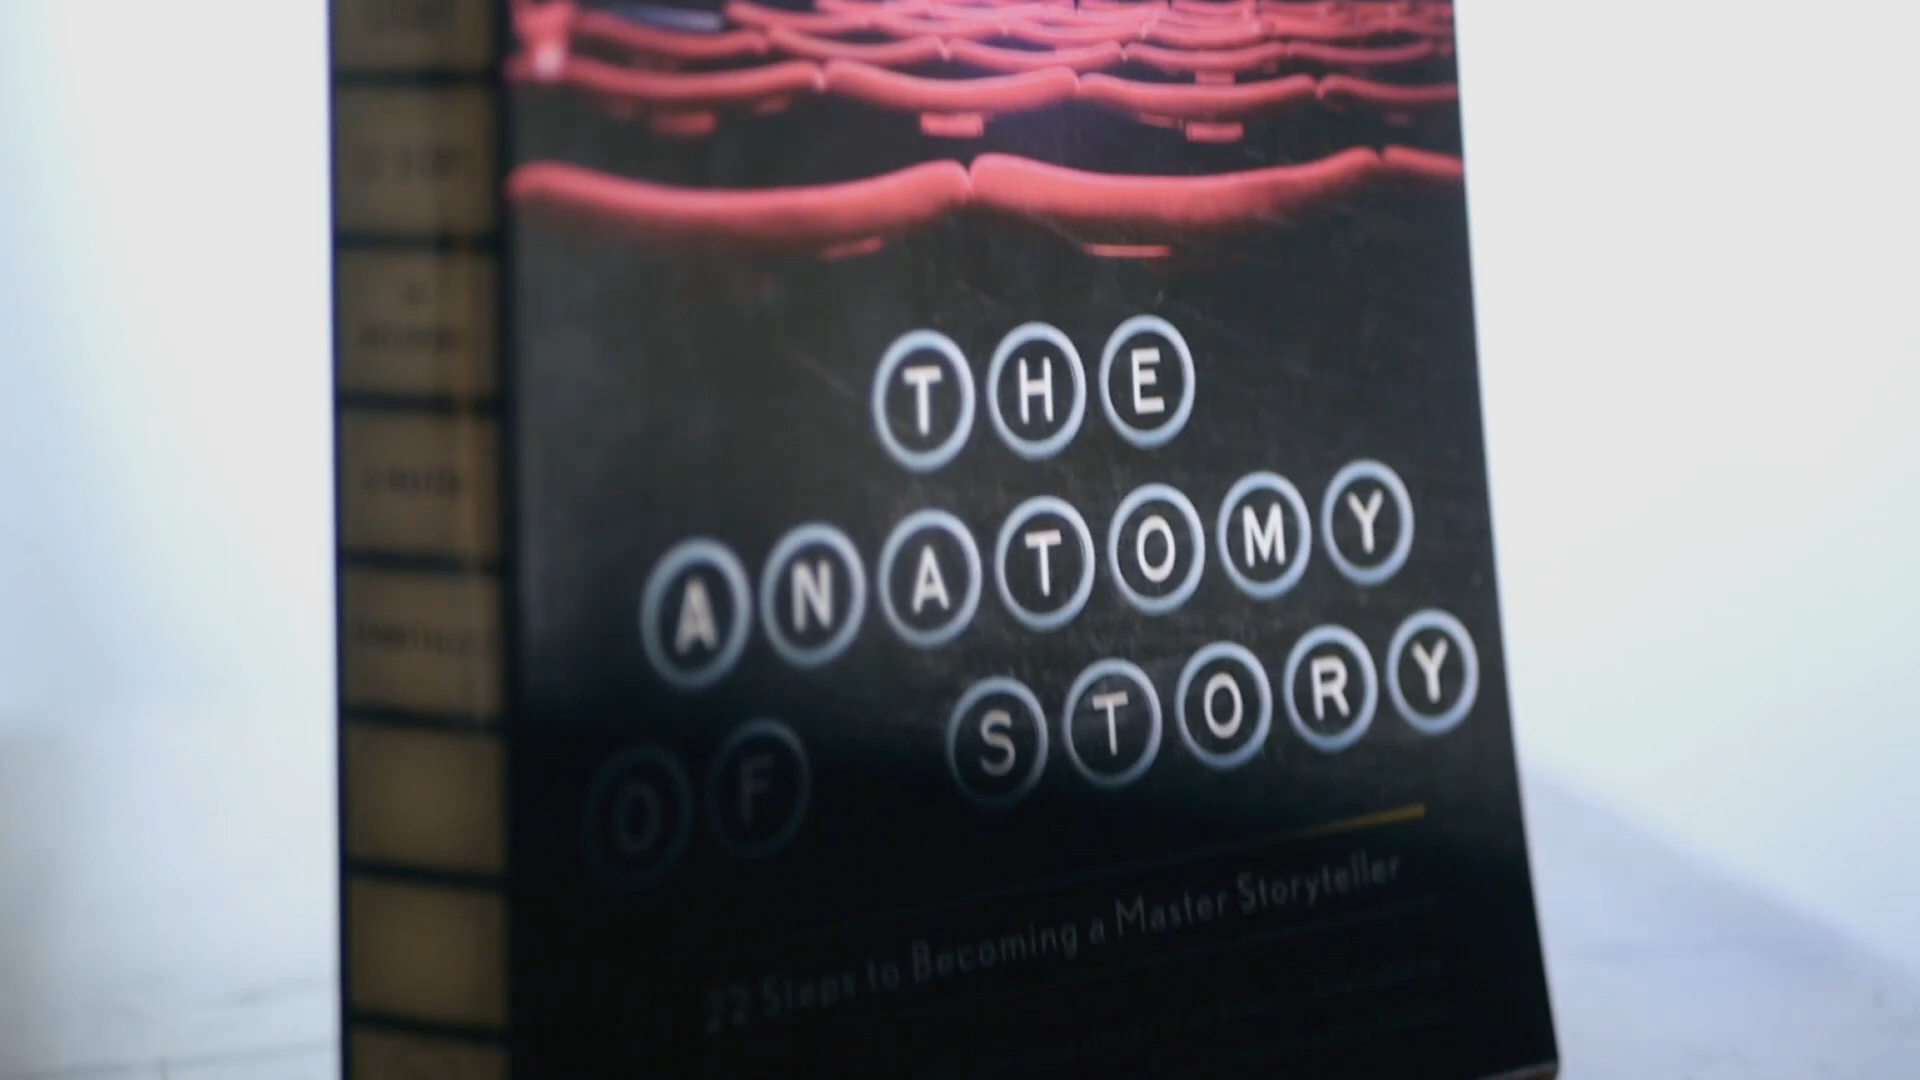 THE
ANATOMY
OF STORY
22 Steps to Becoming a Master Storyteller